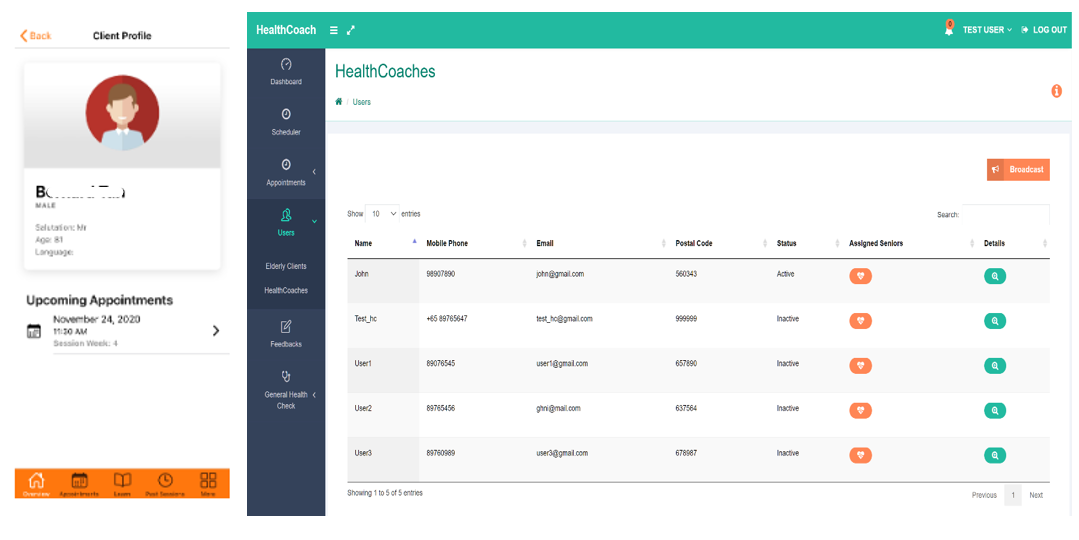 Back
Client Profile
MALE
Salutation: Mr
Age: 81
Language:
Upcoming Appointments
November 24, 2020
11:30 AM
Session Week: 4
Overview Appointments Learn Past Sessions More
HealthCoach
0
TEST USER
LOG OUT
Dashboard
Scheduler
Appointments
Users
Elderly Clients
HealthCoaches
Feedbacks
General Health
Check
HealthCoaches
/ Users
Broadcast
Show 10 entries
Search:
Name Mobile Phone Email Postal Code Status Assigned Seniors Details
John 98907890 john@gmail.com 560343 Active
Test_hc +65 89765647 test_hc@gmail.com 999999 Inactive
User1 89076545 user1@gmail.com 657890 Inactive
User2 89765456 ghni@mail.com 637564 Inactive
User3 89760989 user3@gmail.com 678987 Inactive
Showing 1 to 5 of 5 entries
Previous 1 Next